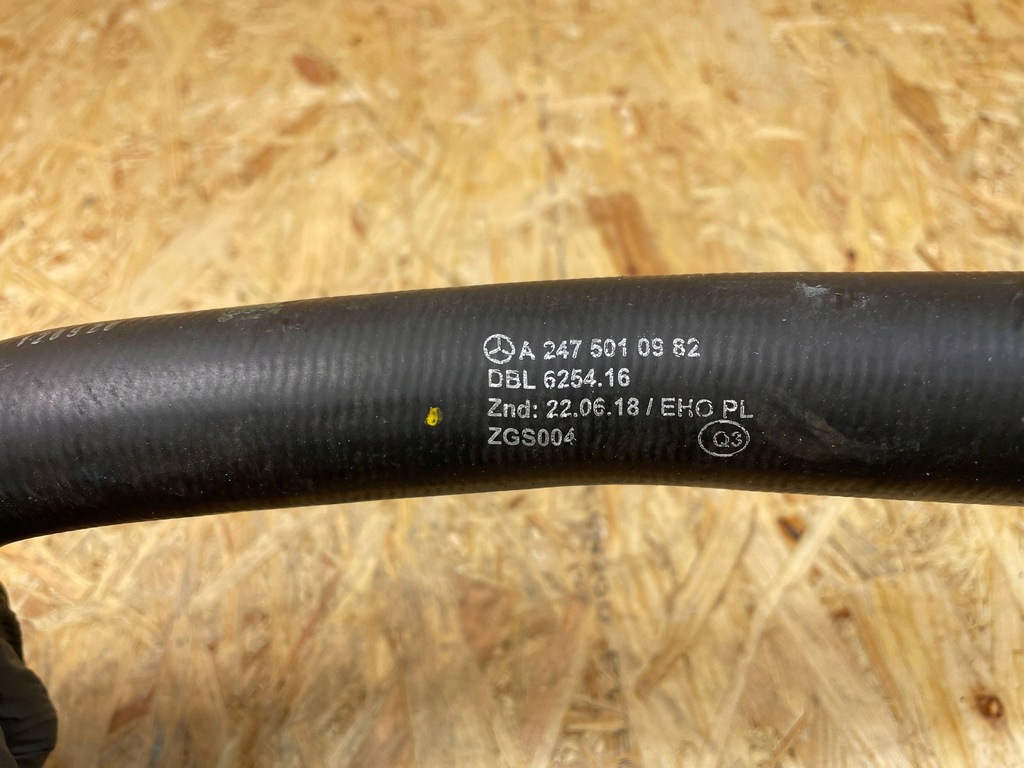 A 247 501 09 82
DBL 6254.16
Znd: 22.06.18 / EHO PL
ZGS004
Q3